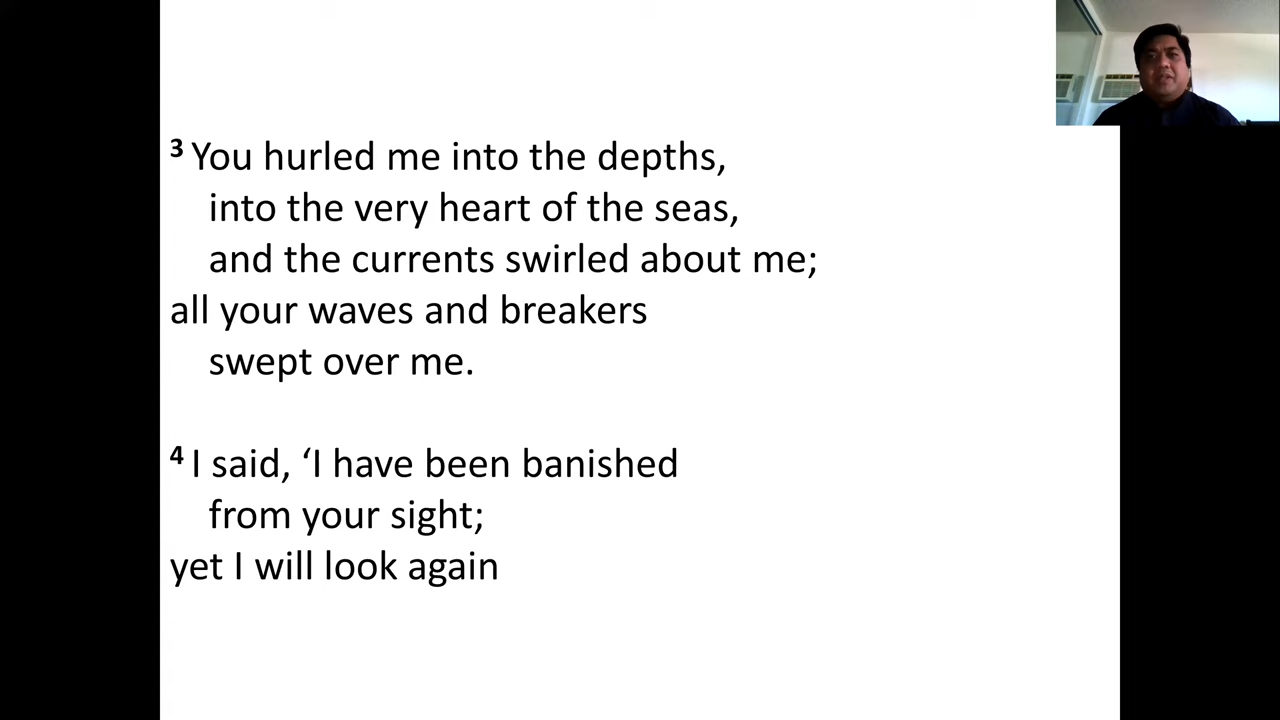 3 You hurled me into the depths,
into the very heart of the seas,
and the currents swirled about me;
all your waves and breakers
swept over me.
4 I said, ‘I have been banished
from your sight;
yet I will look again